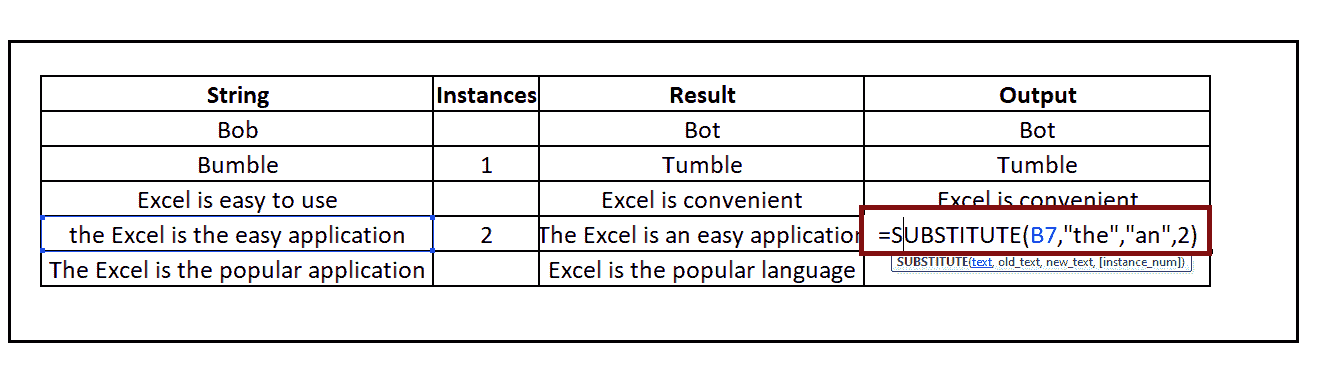 String Instances Result Output
Bob Bot Bot
Bumble 1 Tumble Tumble
Excel is easy to use Excel is convenient Excel is convenient
the Excel is the easy application 2 The Excel is an easy application =SUBSTITUTE(B7,"the","an",2)
The Excel is the popular application Excel is the popular language SUBSTITUTE(text, old_text, new_text, [instance_num])